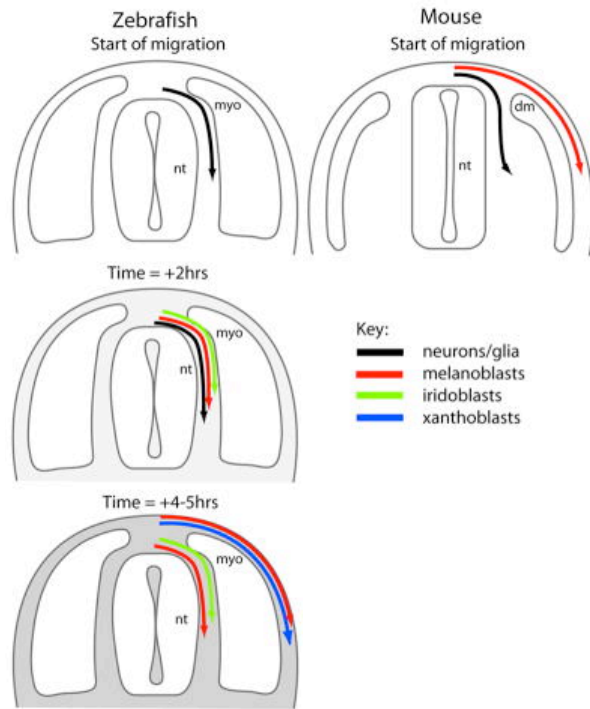 Zebrafish
Start of migration
myo
nt
Mouse
Start of migration
dm
nt
Time = +2hrs
myo
nt
Key:
neurons/glia
melanoblasts
iridoblasts
xanthoblasts
Time = +4-5hrs
myo
nt